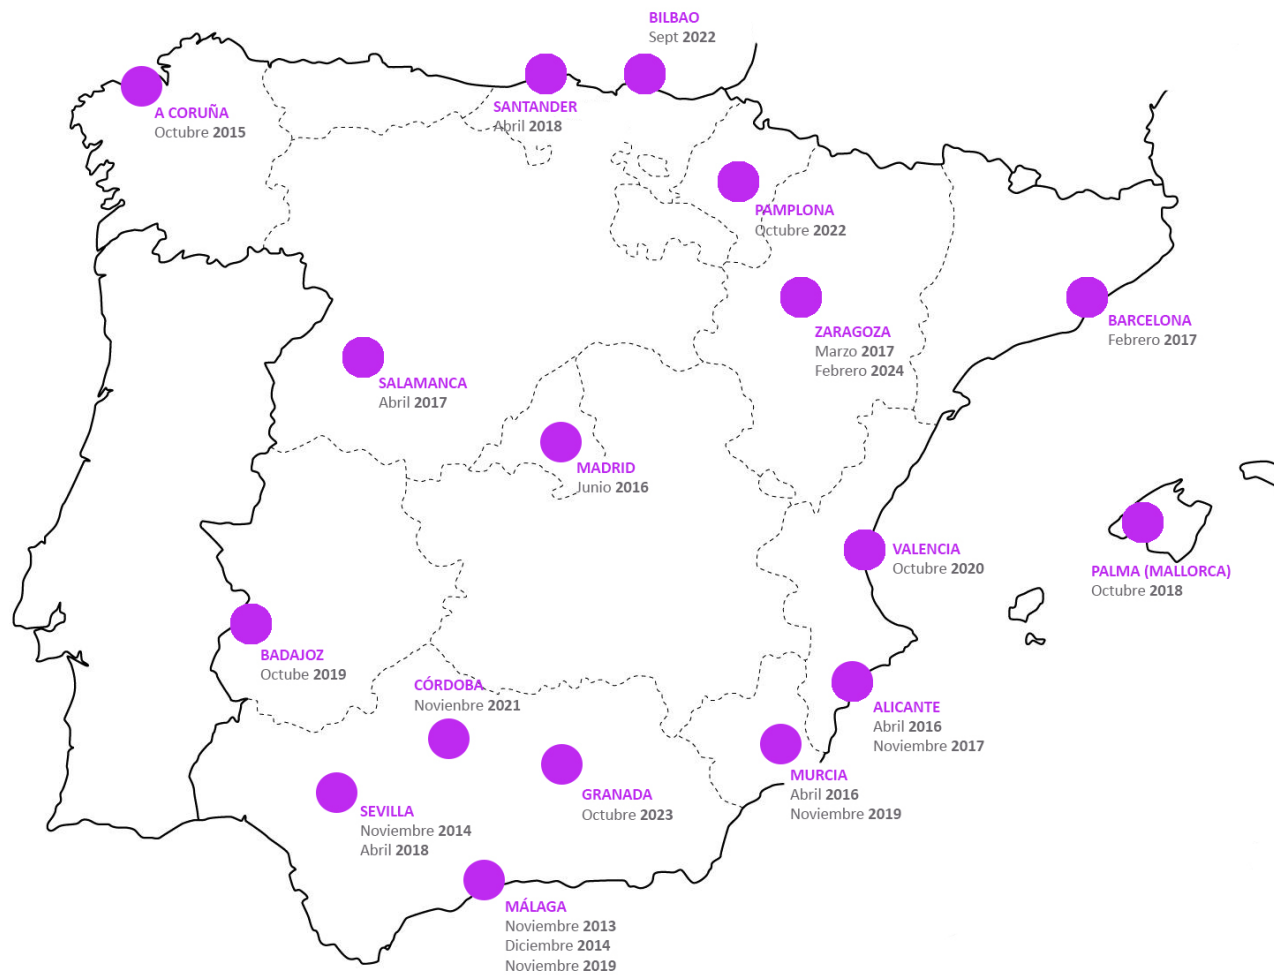 BILBAO
Sept 2022
A CORUÑA
Octubre 2015
SANTANDER
Abril 2018
PAMPLONA
Octubre 2022
ZARAGOZA
Marzo 2017
Febrero 2024
BARCELONA
Febrero 2017
SALAMANCA
Abril 2017
MADRID
Junio 2016
VALENCIA
Octubre 2020
PALMA (MALLORCA)
Octubre 2018
BADAJOZ
Octube 2019
CÓRDOBA
Novienbre 2021
ALICANTE
Abril 2016
Noviembre 2017
MURCIA
Abril 2016
Noviembre 2019
GRANADA
Octubre 2023
SEVILLA
Noviembre 2014
Abril 2018
MÁLAGA
Noviembre 2013
Diciembre 2014
Noviembre 2019